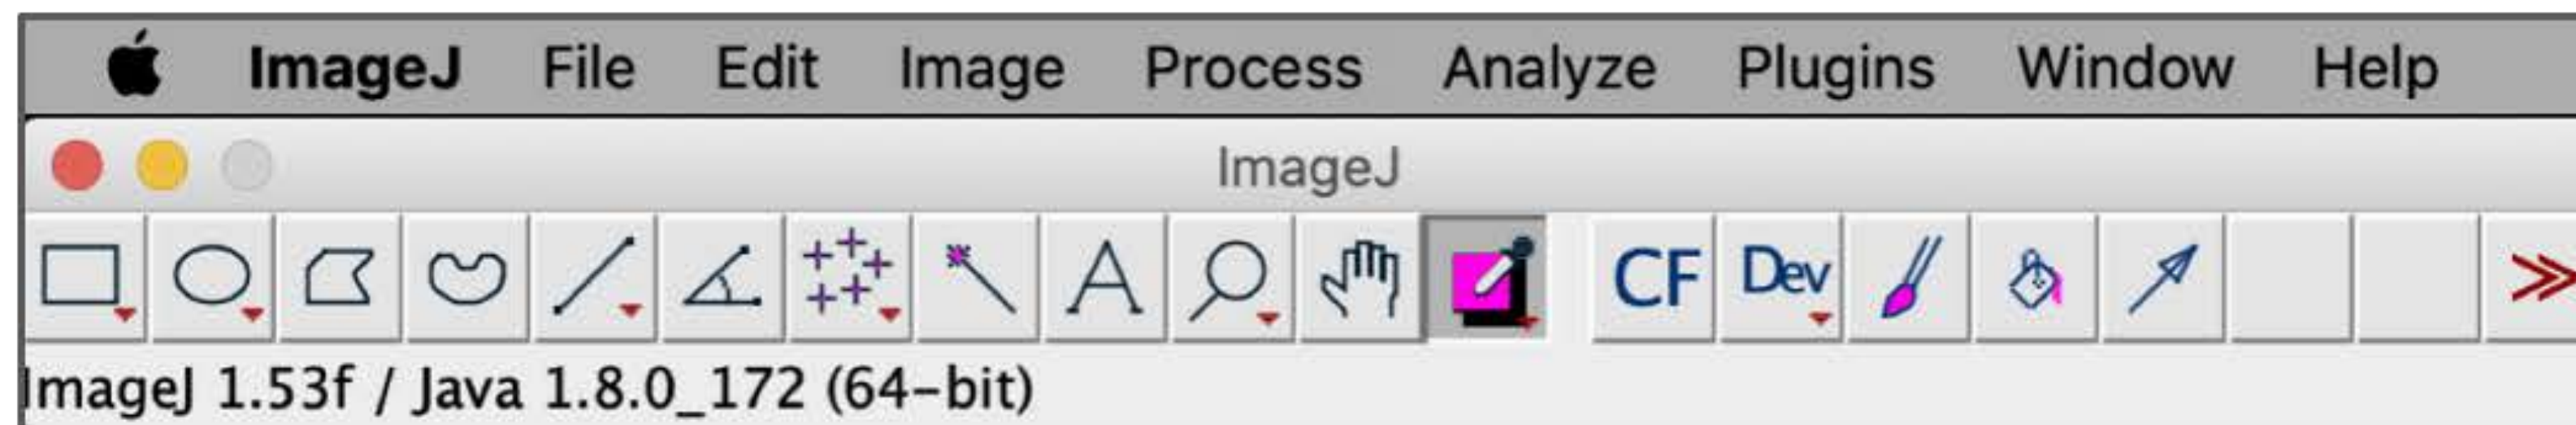 ImageJ File Edit Image Process Analyze Plugins Window Help
ImageJ
A CF Dev
ImageJ 1.53f / Java 1.8.0_172 (64-bit)